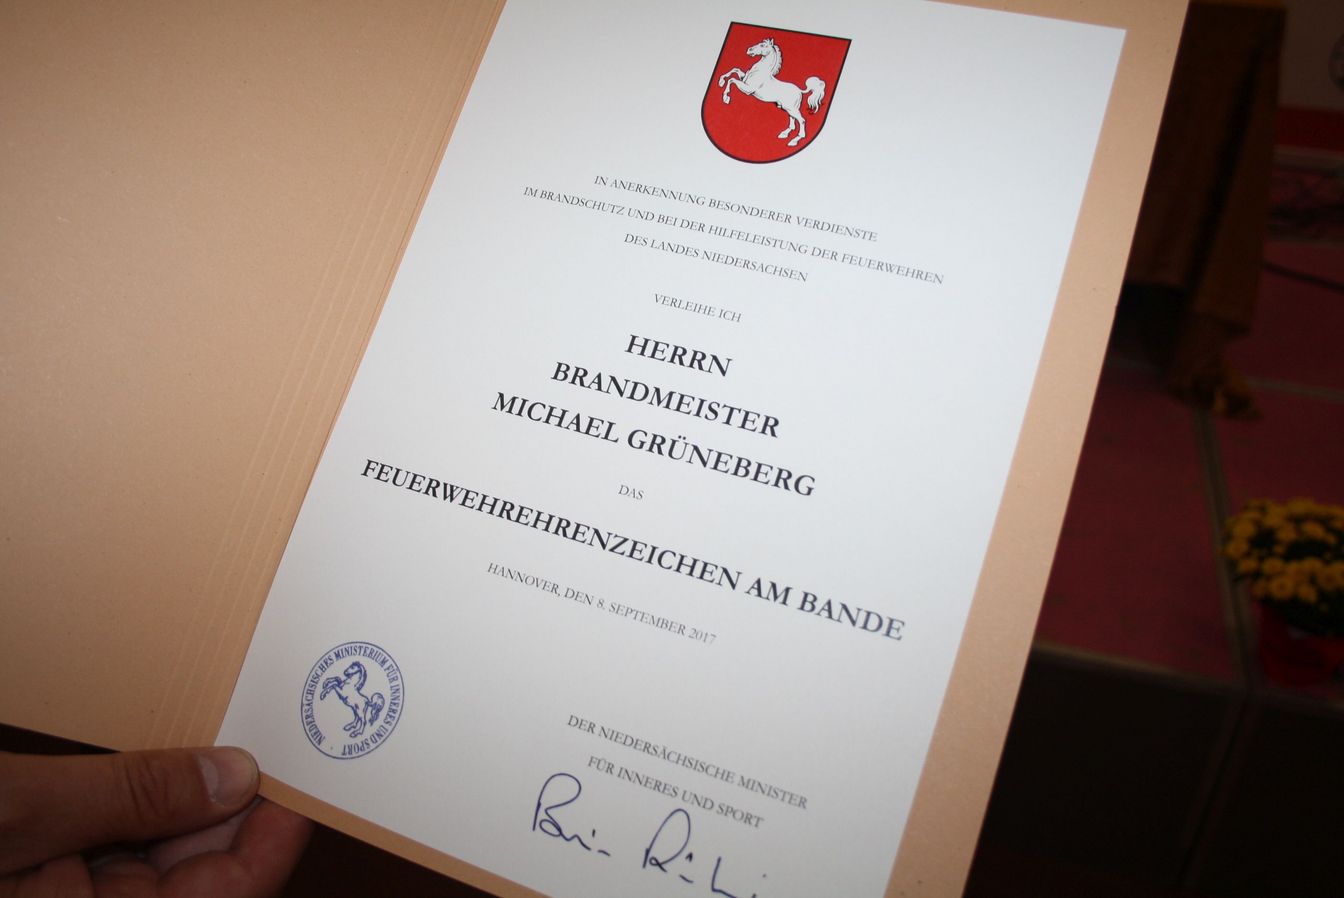 IN ANERKENNUNG BESONDERER VERDIENSTE
IM BRANDSCHUTZ UND BEI DER HILFELEISTUNG DER FEUERWEHREN
DES LANDES NIEDERSACHSEN
VERLEIHE ICH
HERRN
BRANDMEISTER
MICHAEL GRÜNEBERG
DAS
FEUERWEHREHRENZEICHEN AM BANDE
HANNOVER, DEN 8. SEPTEMBER 2017
NIEDERSÄCHSISCHES MINISTERIUM FÜR INNERES UND SPORT
DER NIEDERSÄCHSISCHE MINISTER
FÜR INNERES UND SPORT